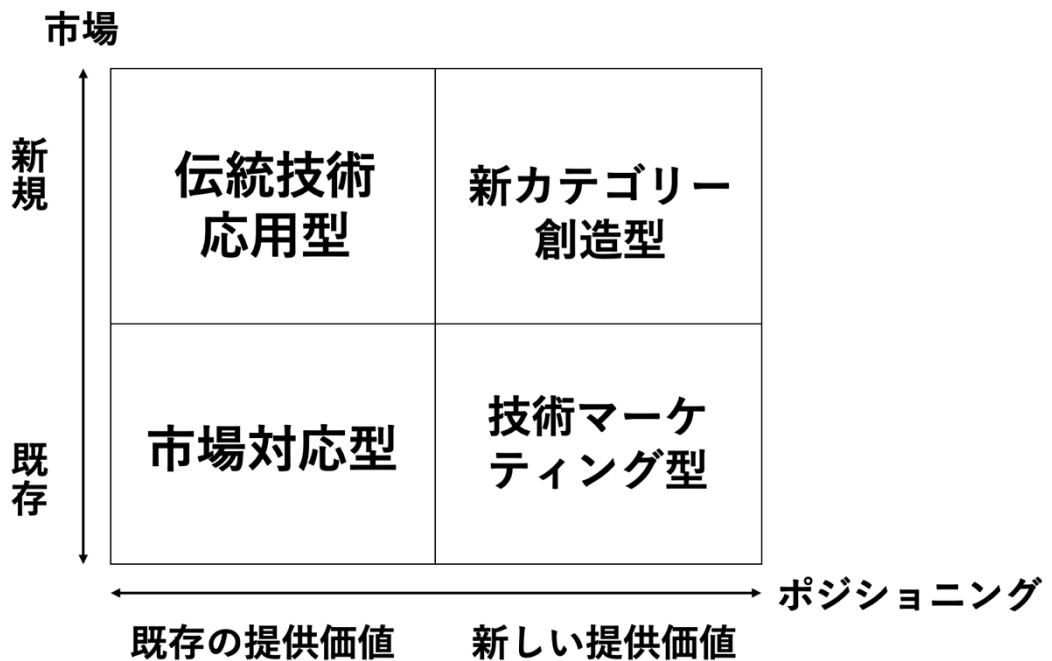 市場
新規
伝統技術
応用型
新カテゴリー
創造型
既存
市場対応型
技術マーケ
ティング型
ポジショニング
既存の提供価値
新しい提供価値